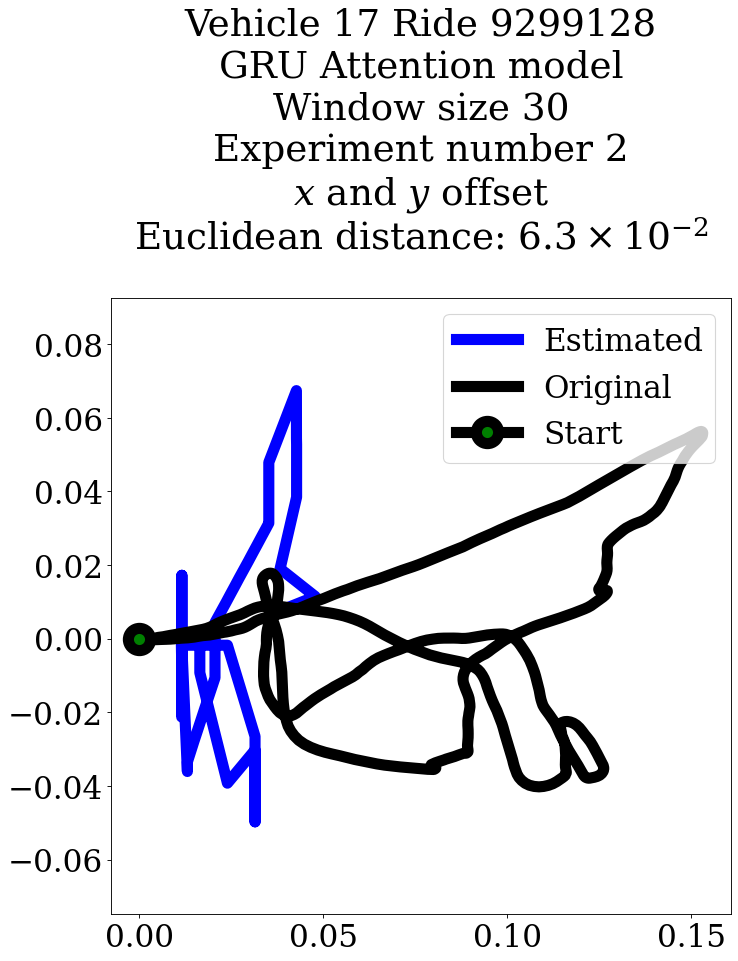 Vehicle 17 Ride 9299128
GRU Attention model
Window size 30
Experiment number 2
x and y offset
Euclidean distance: 6.3 × 10⁻²
Estimated
Original
Start
0.08
0.06
0.04
0.02
0.00
−0.02
−0.04
−0.06
0.00 0.05 0.10 0.15